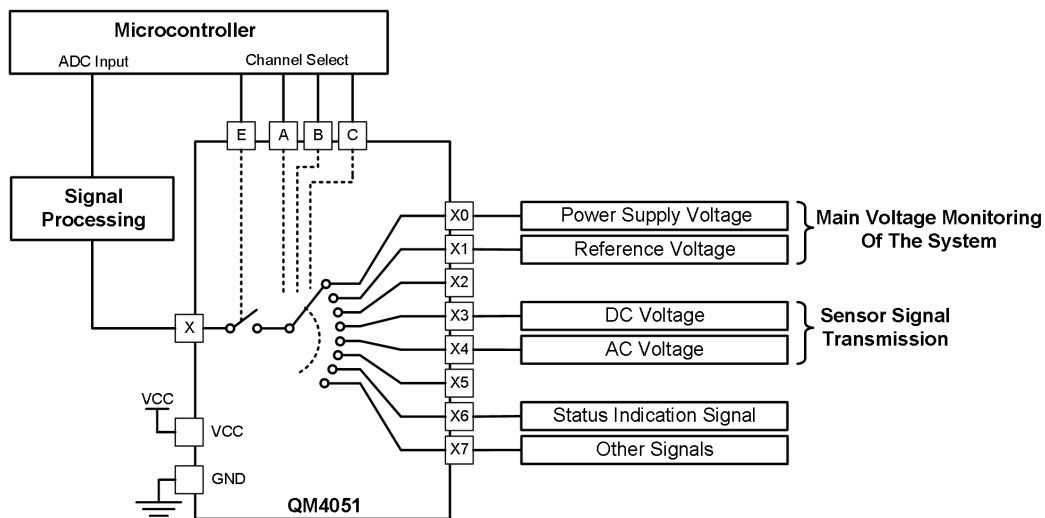 Microcontroller
ADC Input
Channel Select
E
A
B
C
Signal
Processing
X0
Power Supply Voltage
X1
Reference Voltage
Main Voltage Monitoring
Of The System
X2
X3
DC Voltage
X4
AC Voltage
Sensor Signal
Transmission
X
X5
X6
Status Indication Signal
X7
Other Signals
VCC
VCC
GND
QM4051